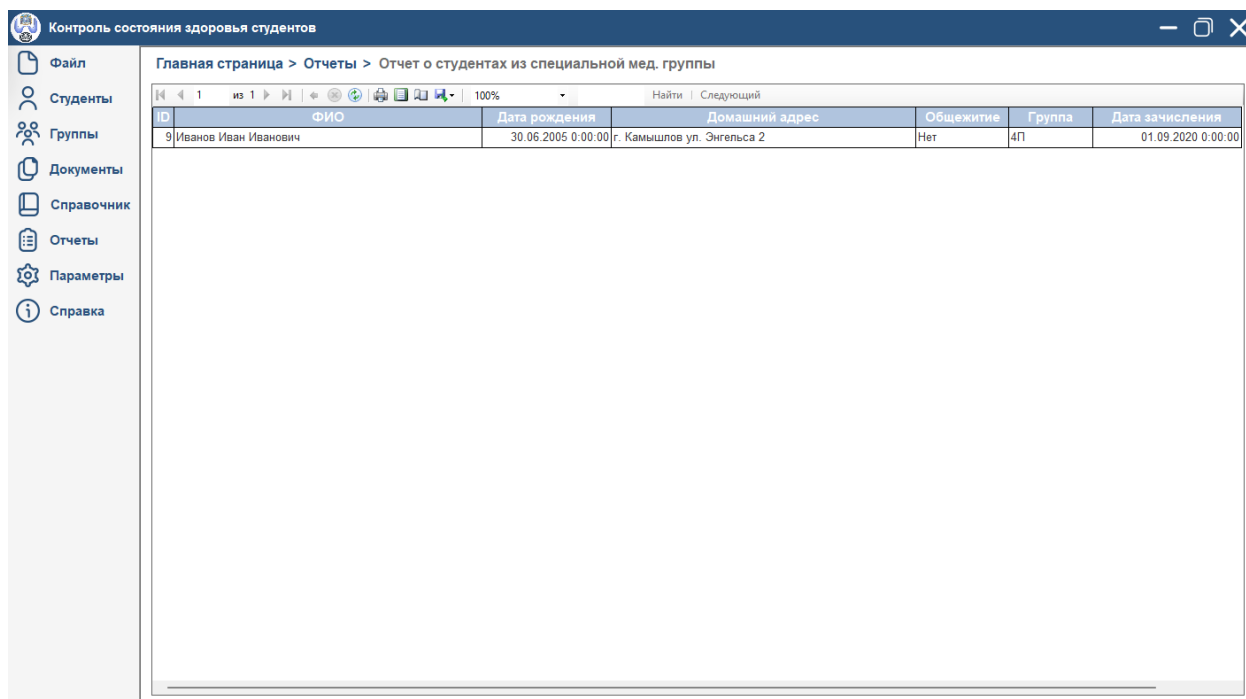 Контроль состояния здоровья студентов
Файл
Студенты
Группы
Документы
Справочник
Отчеты
Параметры
Справка
Главная страница > Отчеты > Отчет о студентах из специальной мед. группы
1 из 1 100% Найти | Следующий
ID ФИО Дата рождения Домашний адрес Общежитие Группа Дата зачисления
9 Иванов Иван Иванович 30.06.2005 0:00:00 г. Камышлов ул. Энгельса 2 Нет 4П 01.09.2020 0:00:00